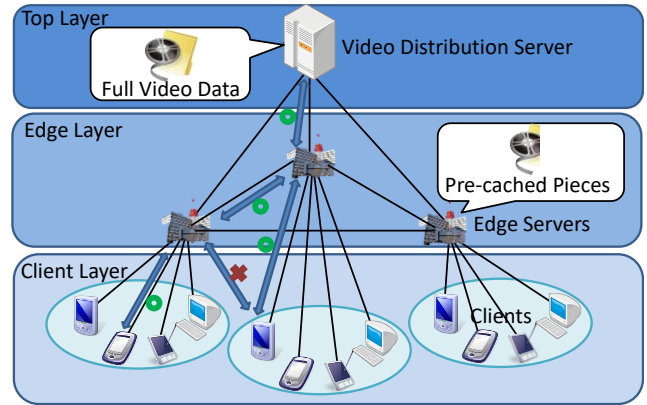 Top Layer
Video Distribution Server
Full Video Data
Edge Layer
Pre-cached Pieces
Edge Servers
Client Layer
Clients